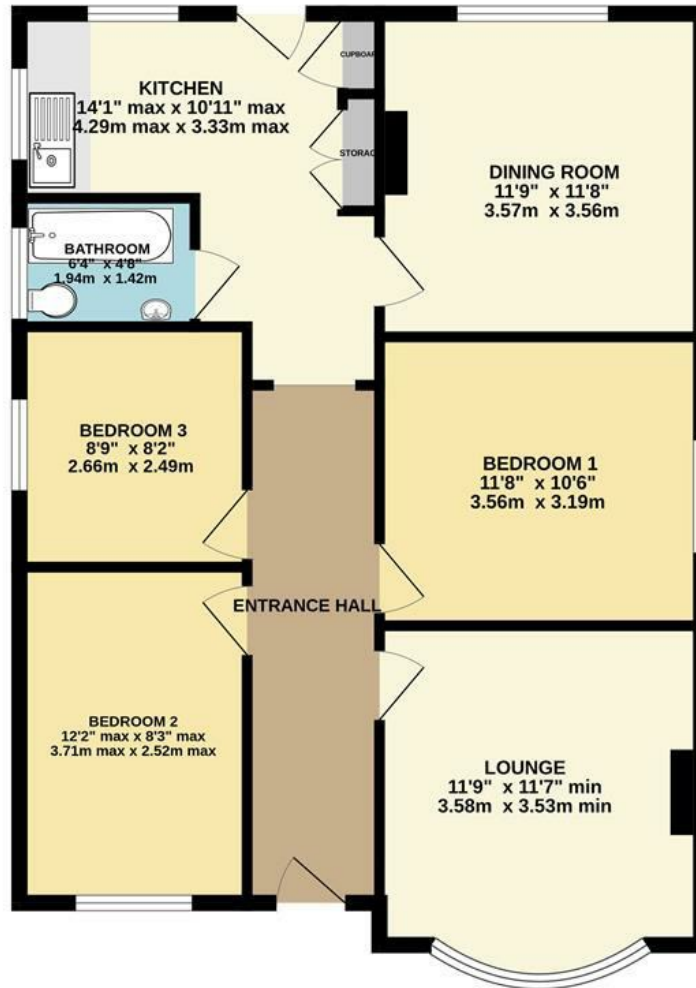 KITCHEN
14'1" max x 10'11" max
4.29m max x 3.33m max
CUPBOAR
STORAG
DINING ROOM
11'9" x 11'8"
3.57m x 3.56m
BATHROOM
6'4" x 4'8"
1.94m x 1.42m
BEDROOM 3
8'9" x 8'2"
2.66m x 2.49m
BEDROOM 1
11'8" x 10'6"
3.56m x 3.19m
ENTRANCE HALL
BEDROOM 2
12'2" max x 8'3" max
3.71m max x 2.52m max
LOUNGE
11'9" x 11'7" min
3.58m x 3.53m min